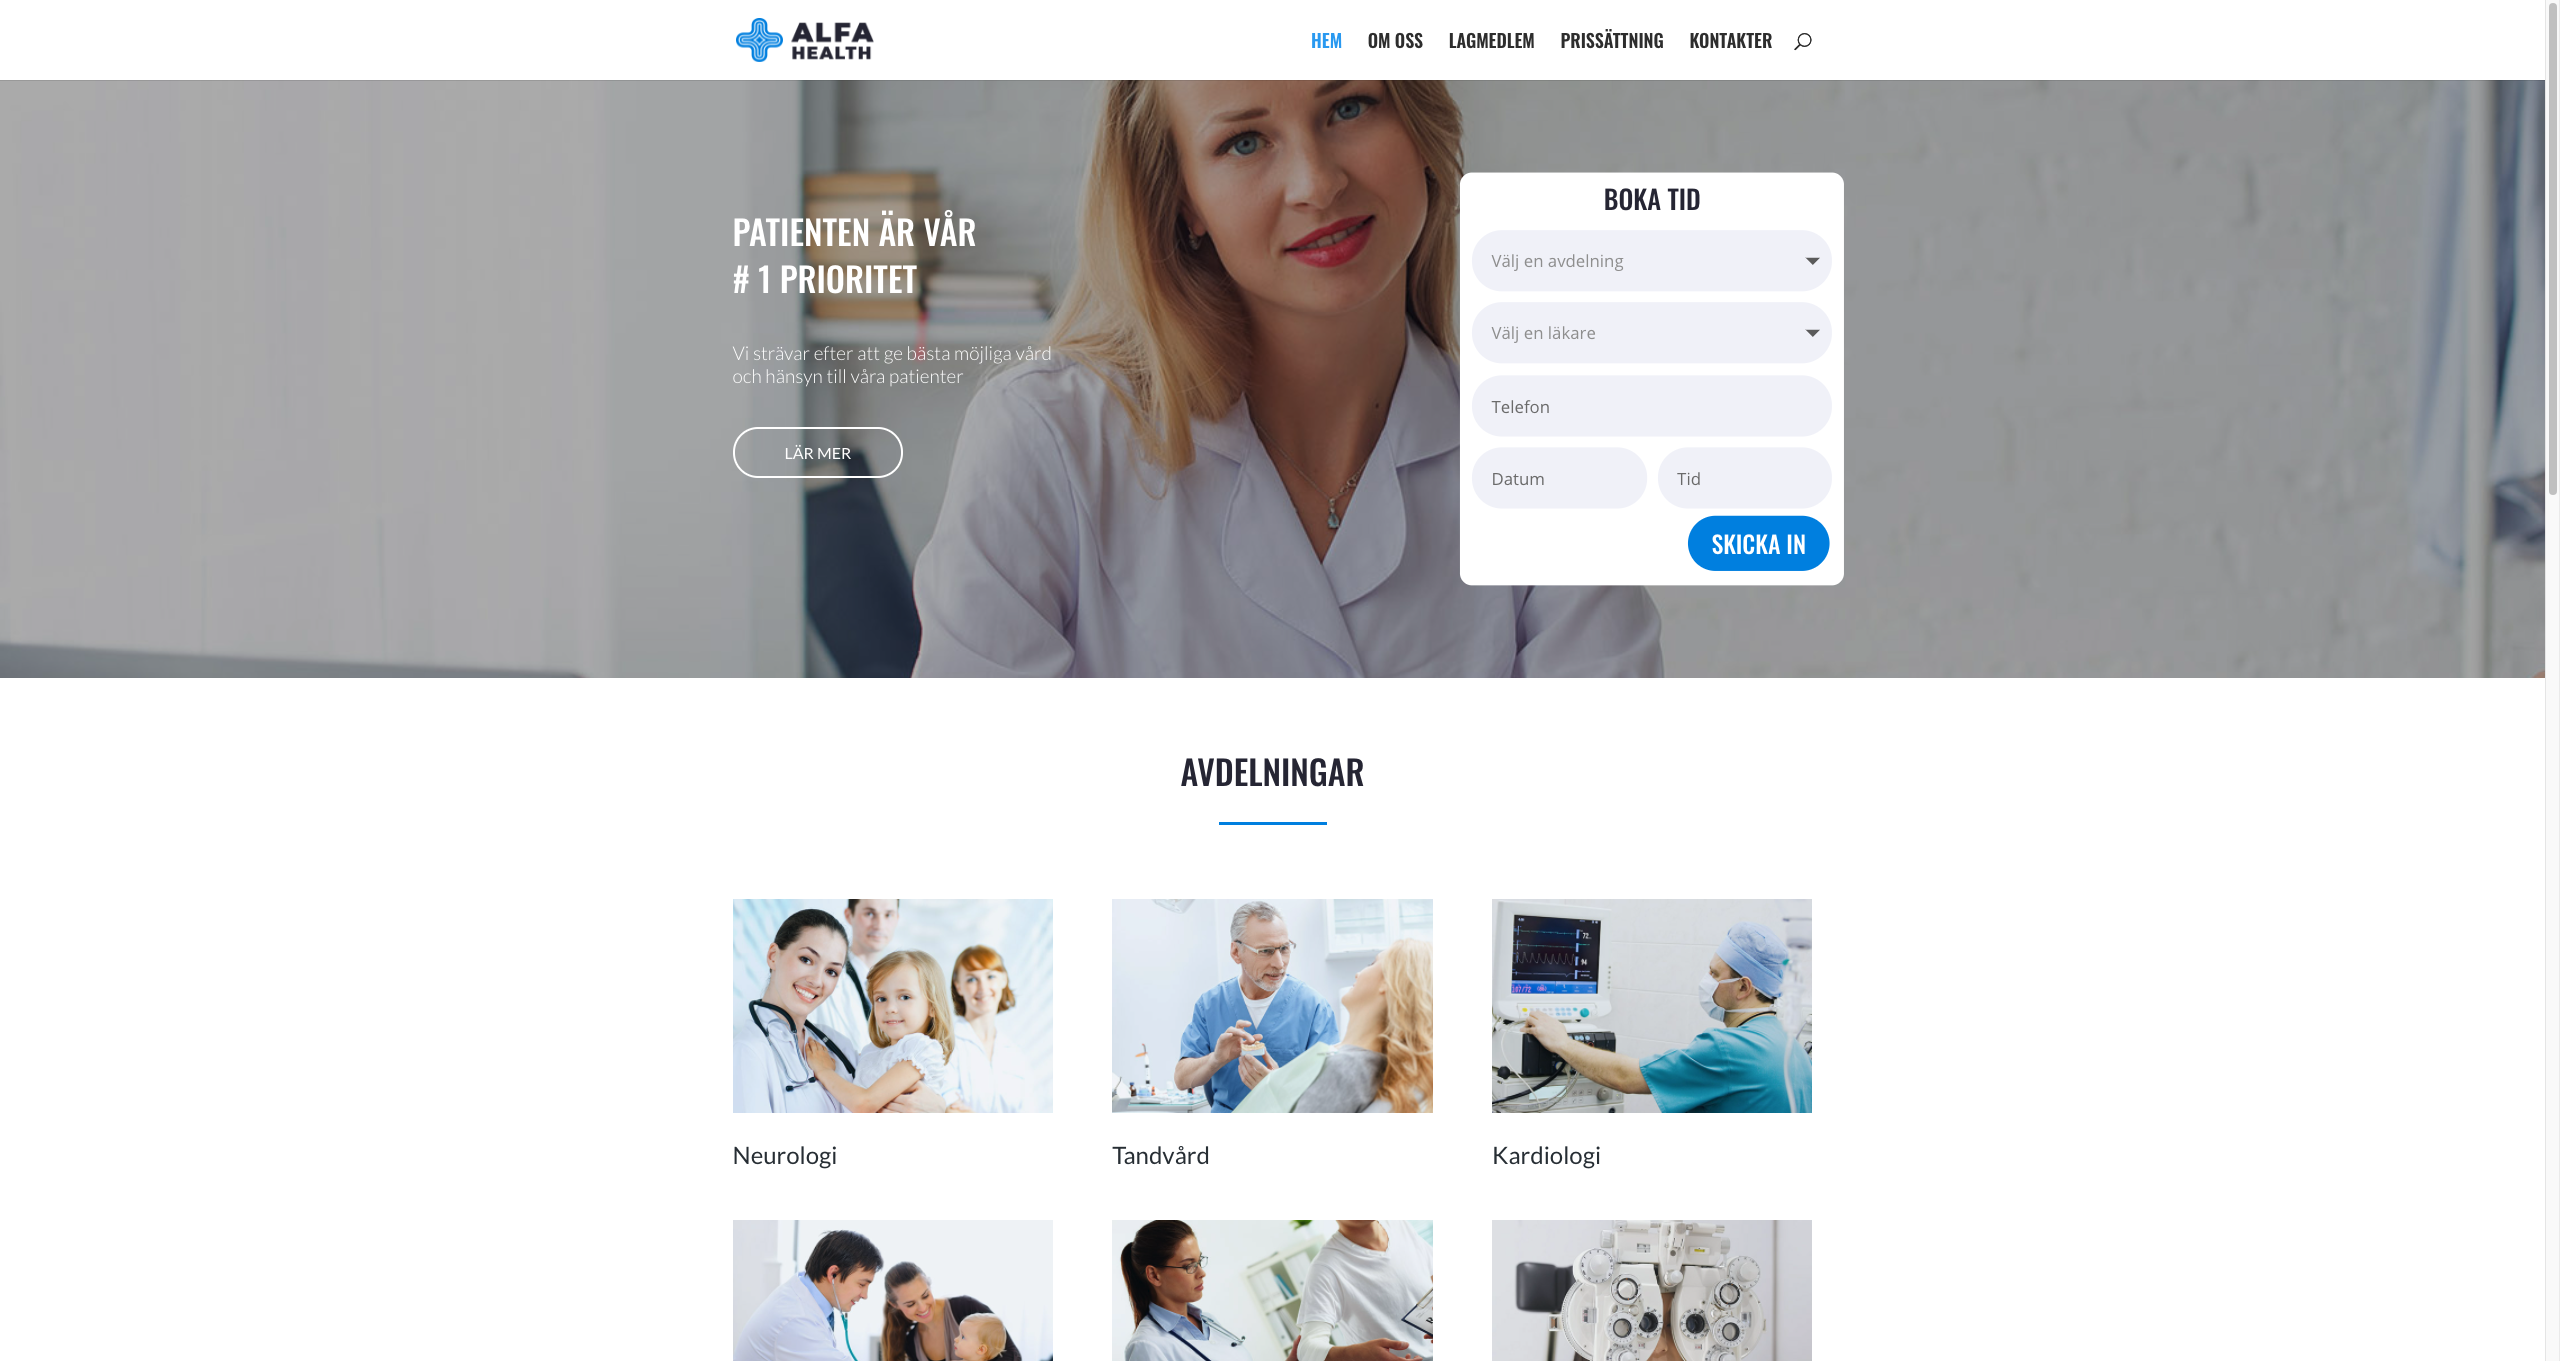 ALFA
HEALTH
HEM OM OSS LAGMEDLEM PRISSÄTTNING KONTAKTER
PATIENTEN ÄR VÅR
# 1 PRIORITET
Vi strävar efter att ge bästa möjliga vård
och hänsyn till våra patienter
LÄR MER
BOKA TID
Välj en avdelning
Välj en läkare
Telefon
Datum Tid
SKICKA IN
AVDELNINGAR
Neurologi
Tandvård
Kardiologi